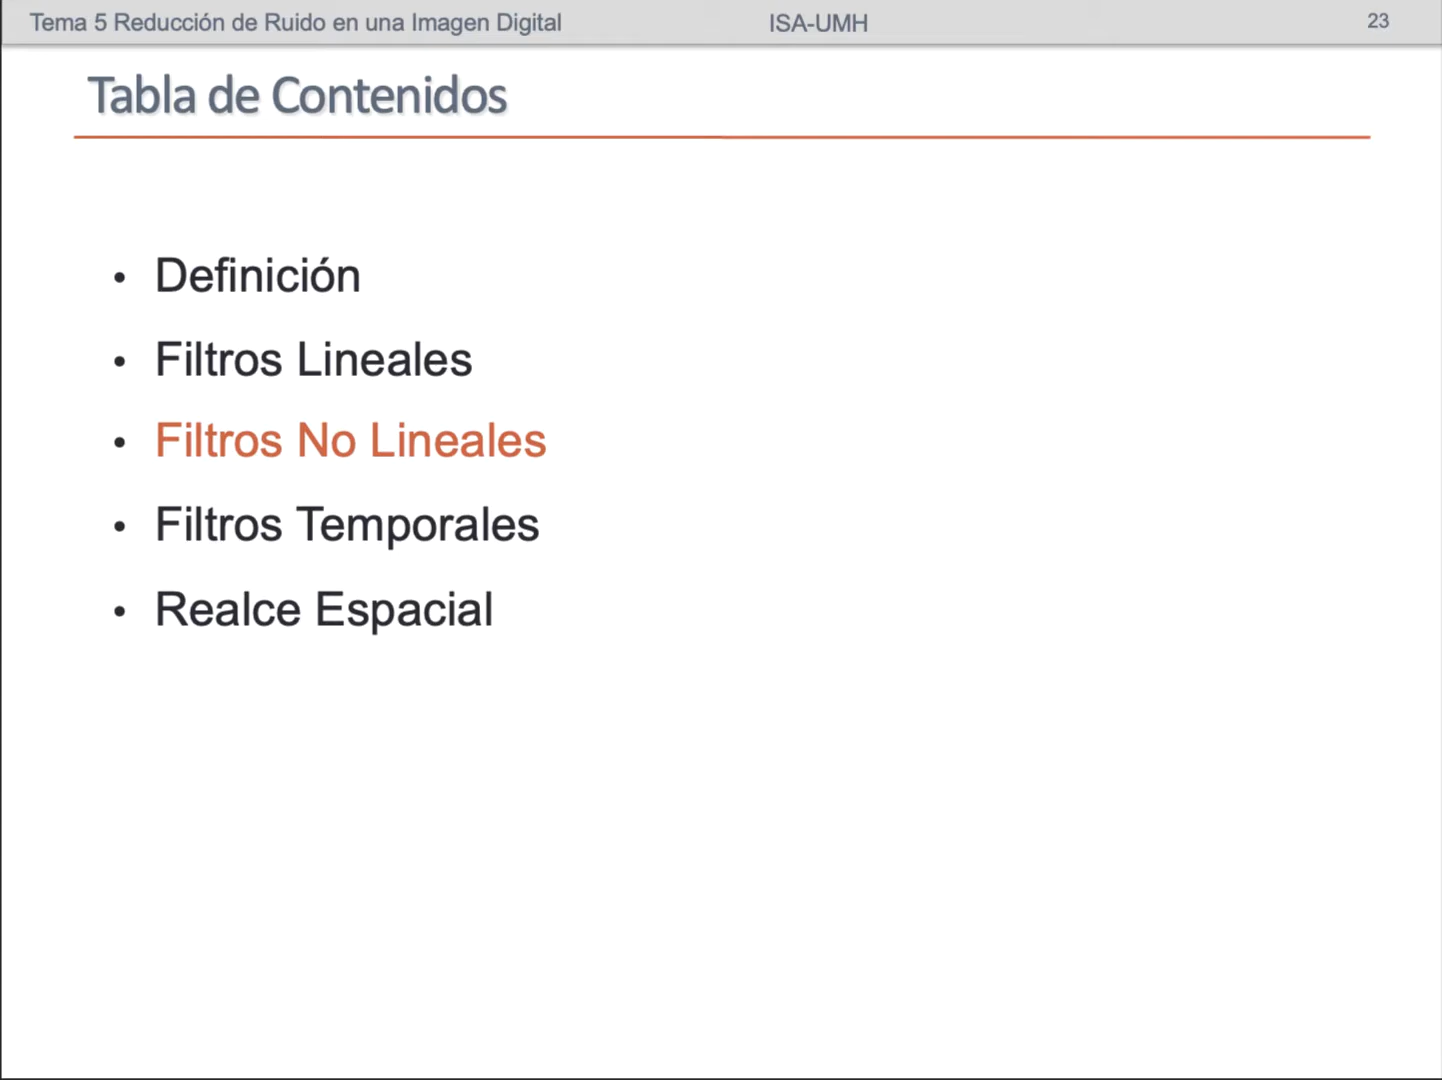 Tema 5 Reducción de Ruido en una Imagen Digital ISA-UMH 23
Tabla de Contenidos
• Definición
• Filtros Lineales
• Filtros No Lineales
• Filtros Temporales
• Realce Espacial